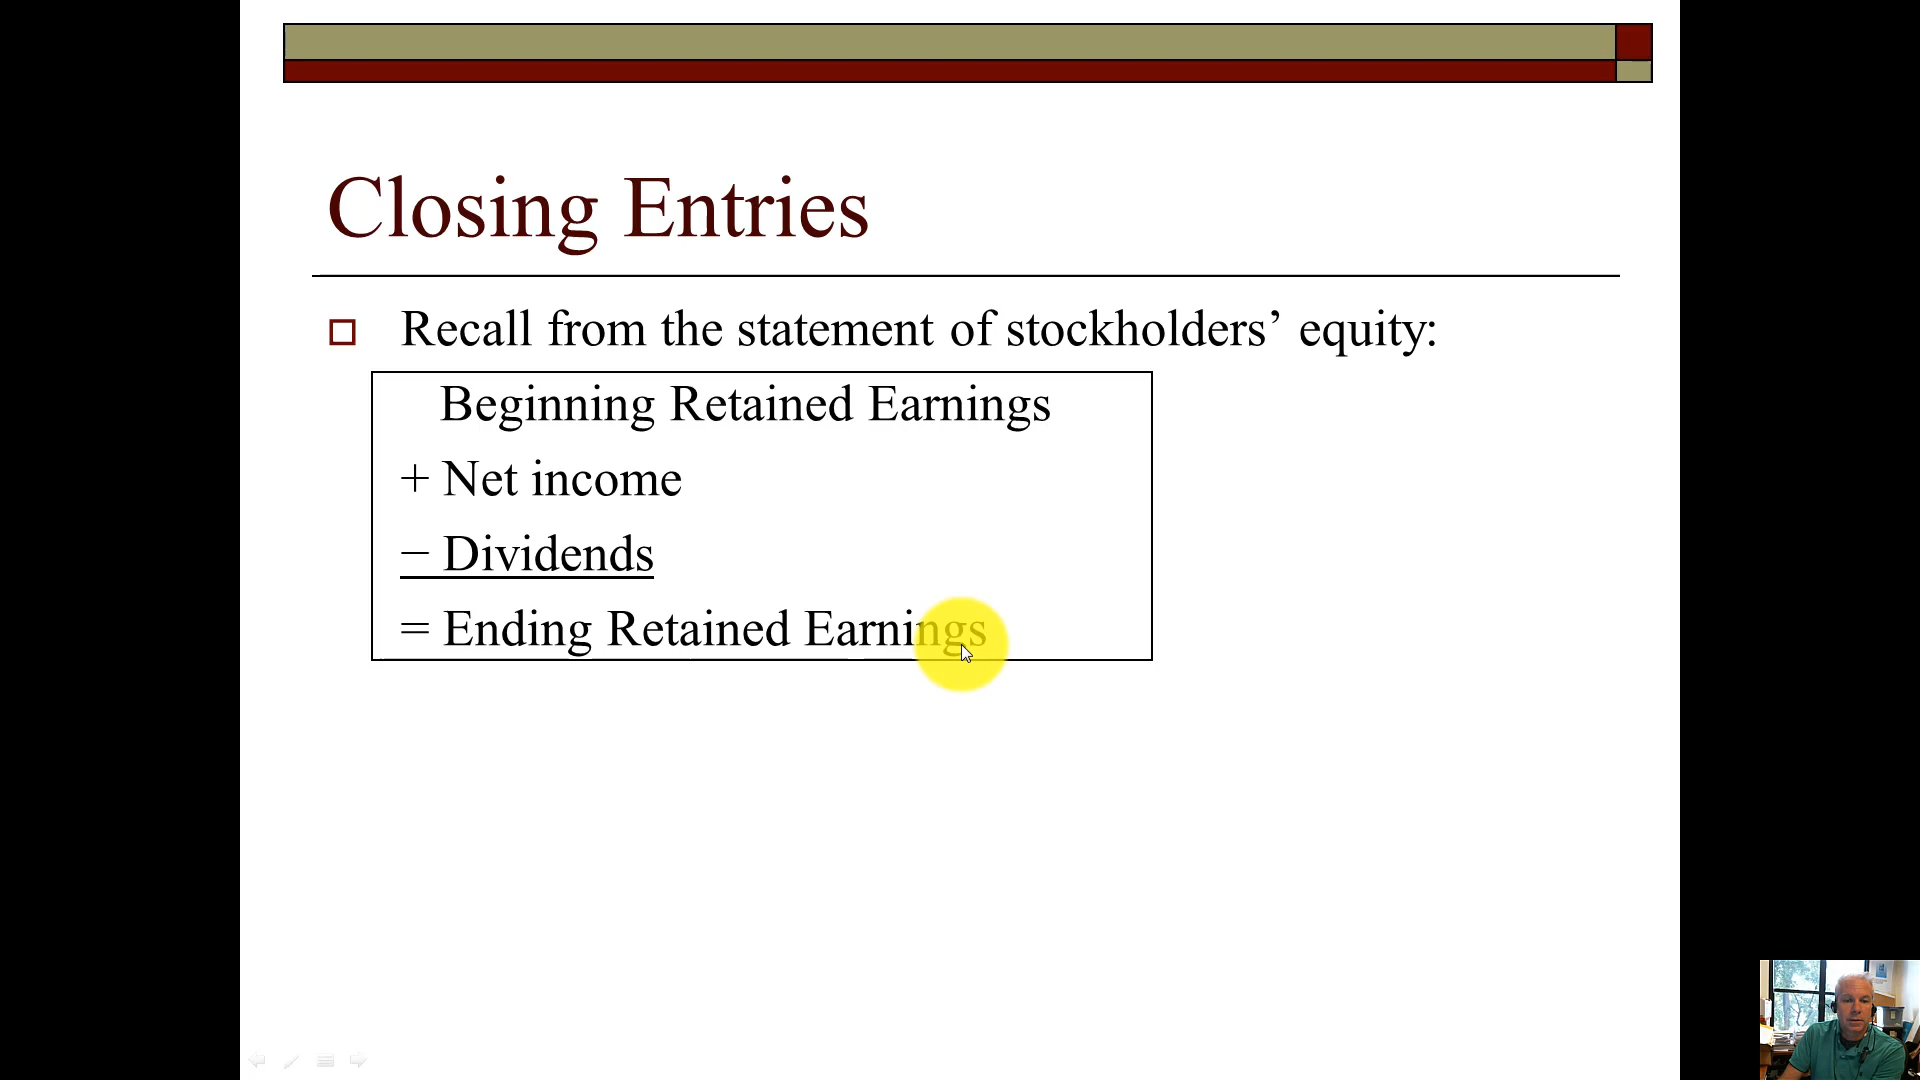 Closing Entries
Recall from the statement of stockholders’ equity:
Beginning Retained Earnings
+ Net income
− Dividends
= Ending Retained Earnings